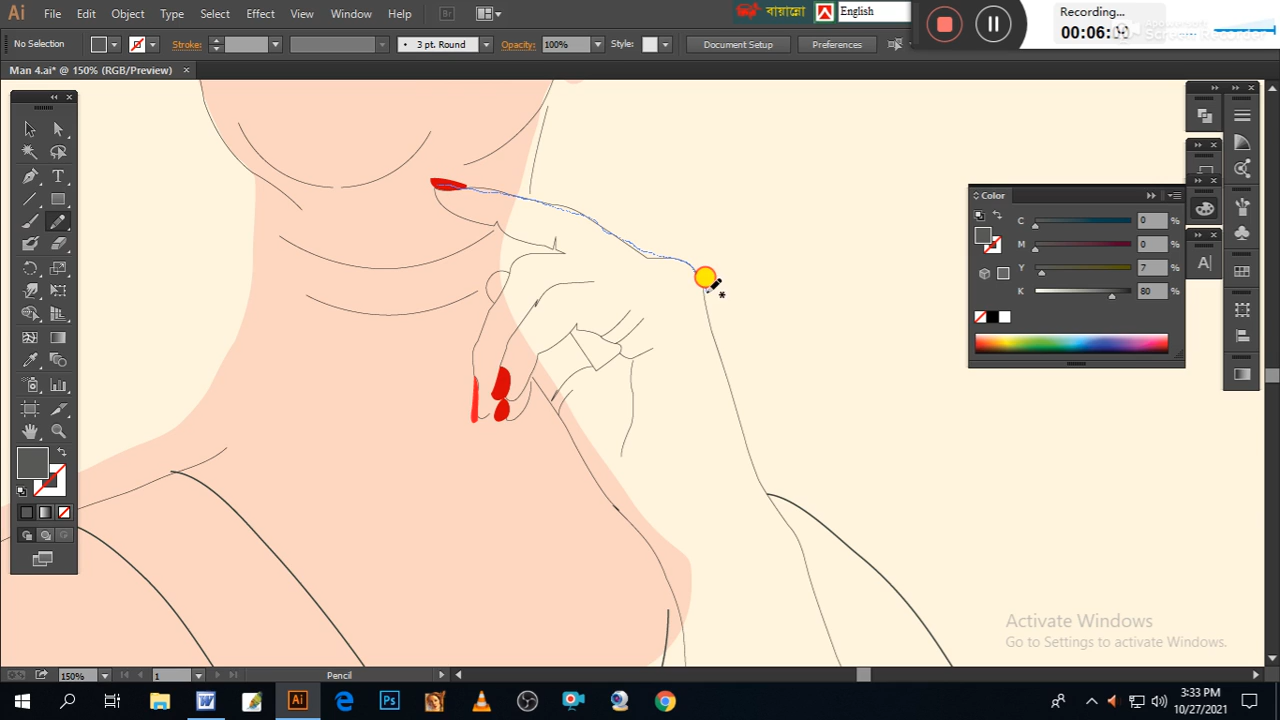 Ai File Edit Object Type Select Effect View Window Help Br বায়ান্নো English
Recording...
00:06:00
No Selection Stroke: 3 pt. Round Opacity: 100% Style: Document Setup Preferences
Man 4.ai* @ 150% (RGB/Preview) ×
Color
C 0 %
M 0 %
Y 7 %
K 80 %
Activate Windows
Go to Settings to activate Windows.
150% 1 Pencil
3:33 PM
10/27/2021